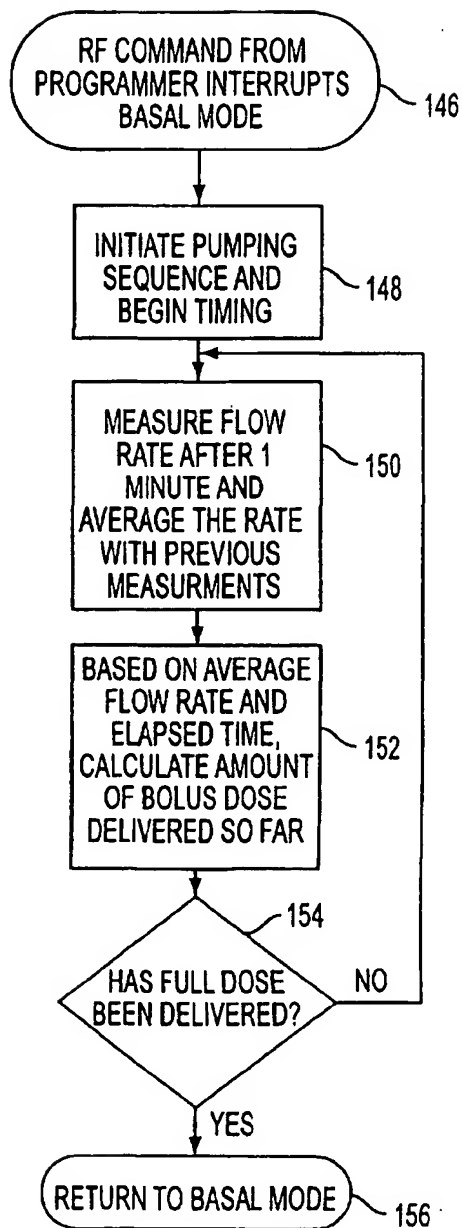 RF COMMAND FROM
PROGRAMMER INTERRUPTS
BASAL MODE
146
INITIATE PUMPING
SEQUENCE AND
BEGIN TIMING
148
MEASURE FLOW
RATE AFTER 1
MINUTE AND
AVERAGE THE RATE
WITH PREVIOUS
MEASURMENTS
150
BASED ON AVERAGE
FLOW RATE AND
ELAPSED TIME,
CALCULATE AMOUNT
OF BOLUS DOSE
DELIVERED SO FAR
152
154
HAS FULL DOSE
BEEN DELIVERED?
NO
YES
RETURN TO BASAL MODE
156